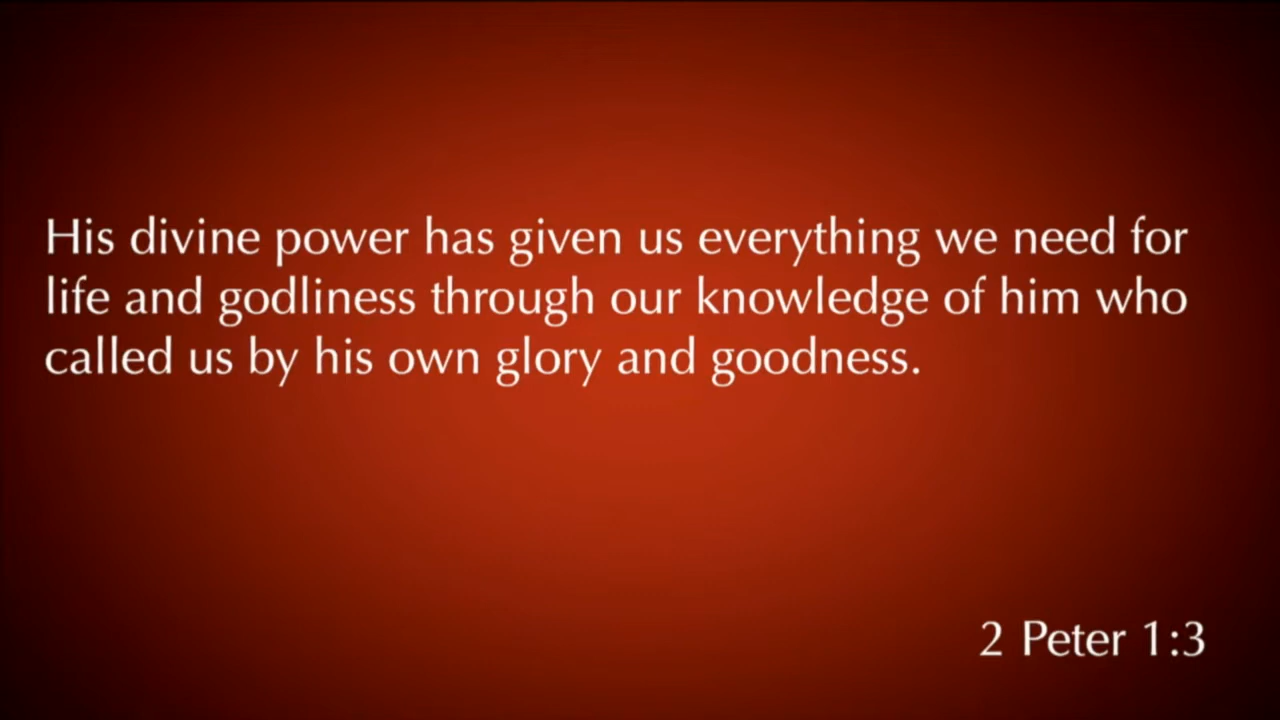 His divine power has given us everything we need for
life and godliness through our knowledge of him who
called us by his own glory and goodness.
2 Peter 1:3